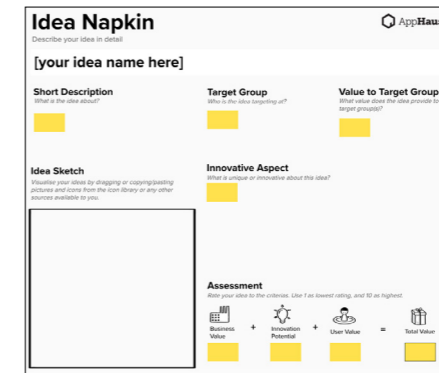 Idea Napkin
AppHaus
Describe your idea in detail
[your idea name here]
Short Description
What is the idea about?
Target Group
Who is the idea targeting at?
Value to Target Group
What value does the idea provide to
target group(s)?
Idea Sketch
Visualise your ideas by dragging or copying/pasting
pictures and icons from the icon library or any other
sources available to you.
Innovative Aspect
What is unique or innovative about this idea?
Assessment
Rate your idea to the criterias. Use 1 as lowest rating, and 10 as highest.
Business
Value
+
Innovation
Potential
+
User Value
=
Total Value